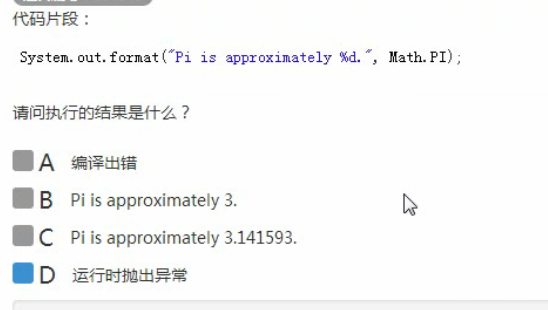 代码片段：
System.out.format("Pi is approximately %d.", Math.PI);
请问执行的结果是什么？
A 编译出错
B Pi is approximately 3.
C Pi is approximately 3.141593.
D 运行时抛出异常